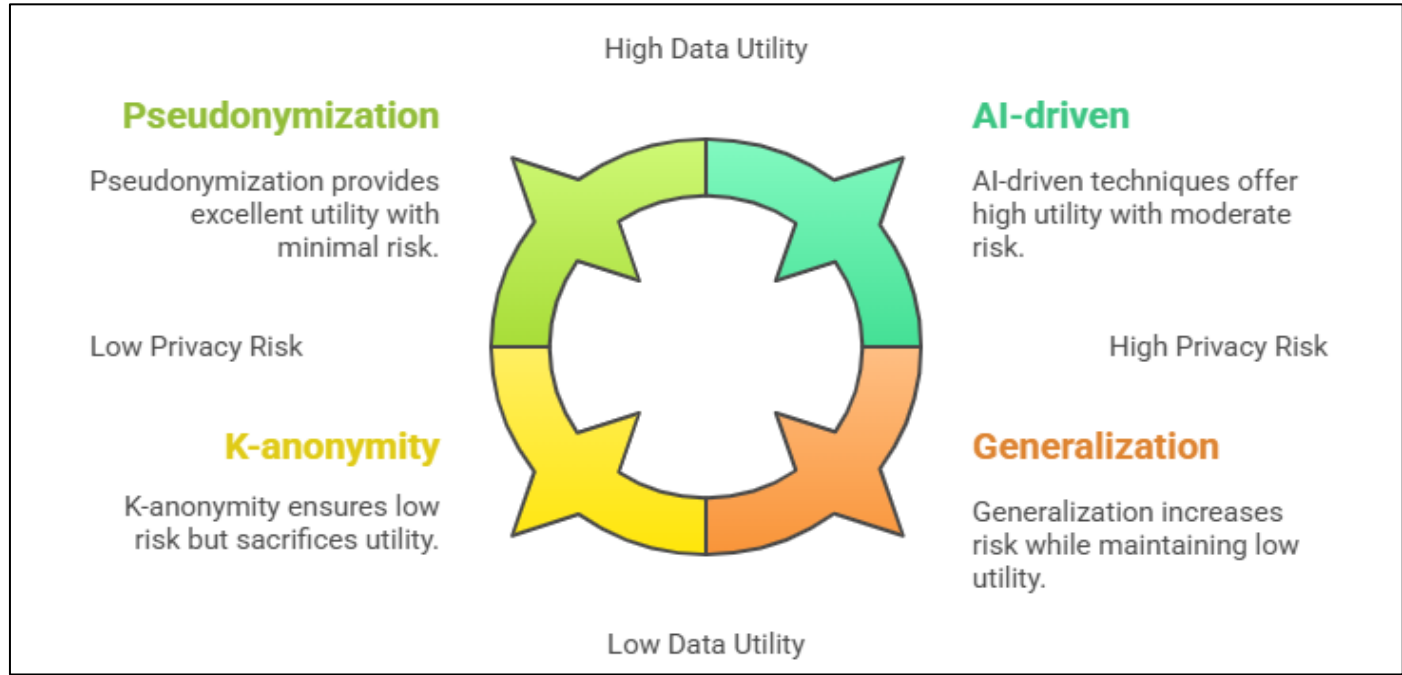 High Data Utility
Pseudonymization
Pseudonymization provides
excellent utility with
minimal risk.
AI-driven
AI-driven techniques offer
high utility with moderate
risk.
Low Privacy Risk
High Privacy Risk
K-anonymity
K-anonymity ensures low
risk but sacrifices utility.
Generalization
Generalization increases
risk while maintaining low
utility.
Low Data Utility